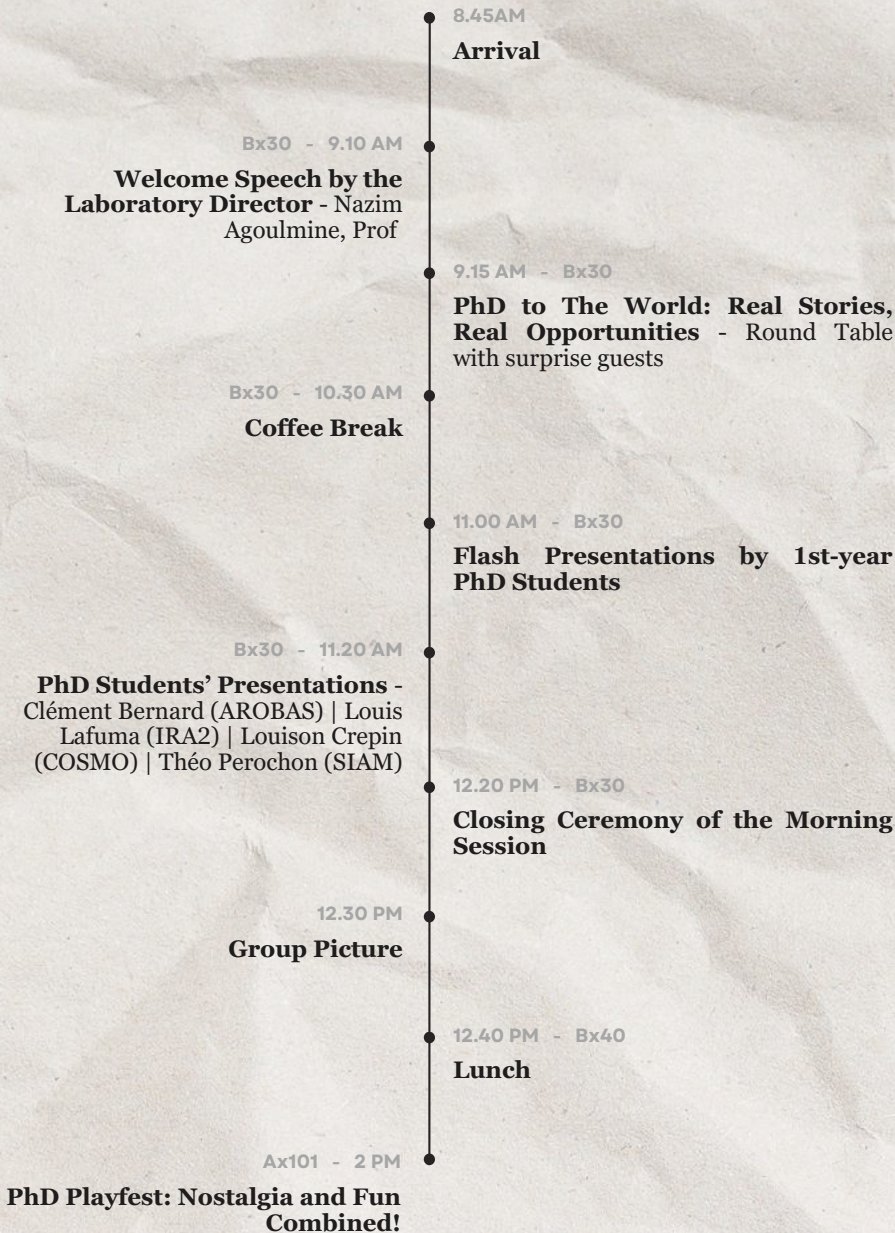 8.45AM
Arrival
Bx30 - 9.10 AM
Welcome Speech by the
Laboratory Director - Nazim
Agoulmine, Prof
9.15 AM - Bx30
PhD to The World: Real Stories,
Real Opportunities - Round Table
with surprise guests
Bx30 - 10.30 AM
Coffee Break
11.00 AM - Bx30
Flash Presentations by 1st-year
PhD Students
Bx30 - 11.20 AM
PhD Students’ Presentations -
Clément Bernard (AROBAS) | Louis
Lafuma (IRA2) | Louison Crepin
(COSMO) | Théo Perochon (SIAM)
12.20 PM - Bx30
Closing Ceremony of the Morning
Session
12.30 PM
Group Picture
12.40 PM - Bx40
Lunch
Ax101 - 2 PM
PhD Playfest: Nostalgia and Fun
Combined!